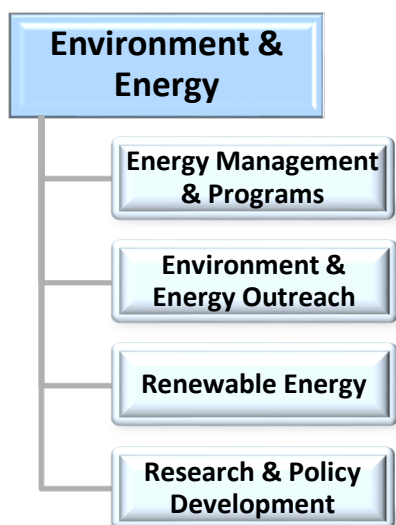 Environment &
Energy
Energy Management
& Programs
Environment &
Energy Outreach
Renewable Energy
Research & Policy
Development